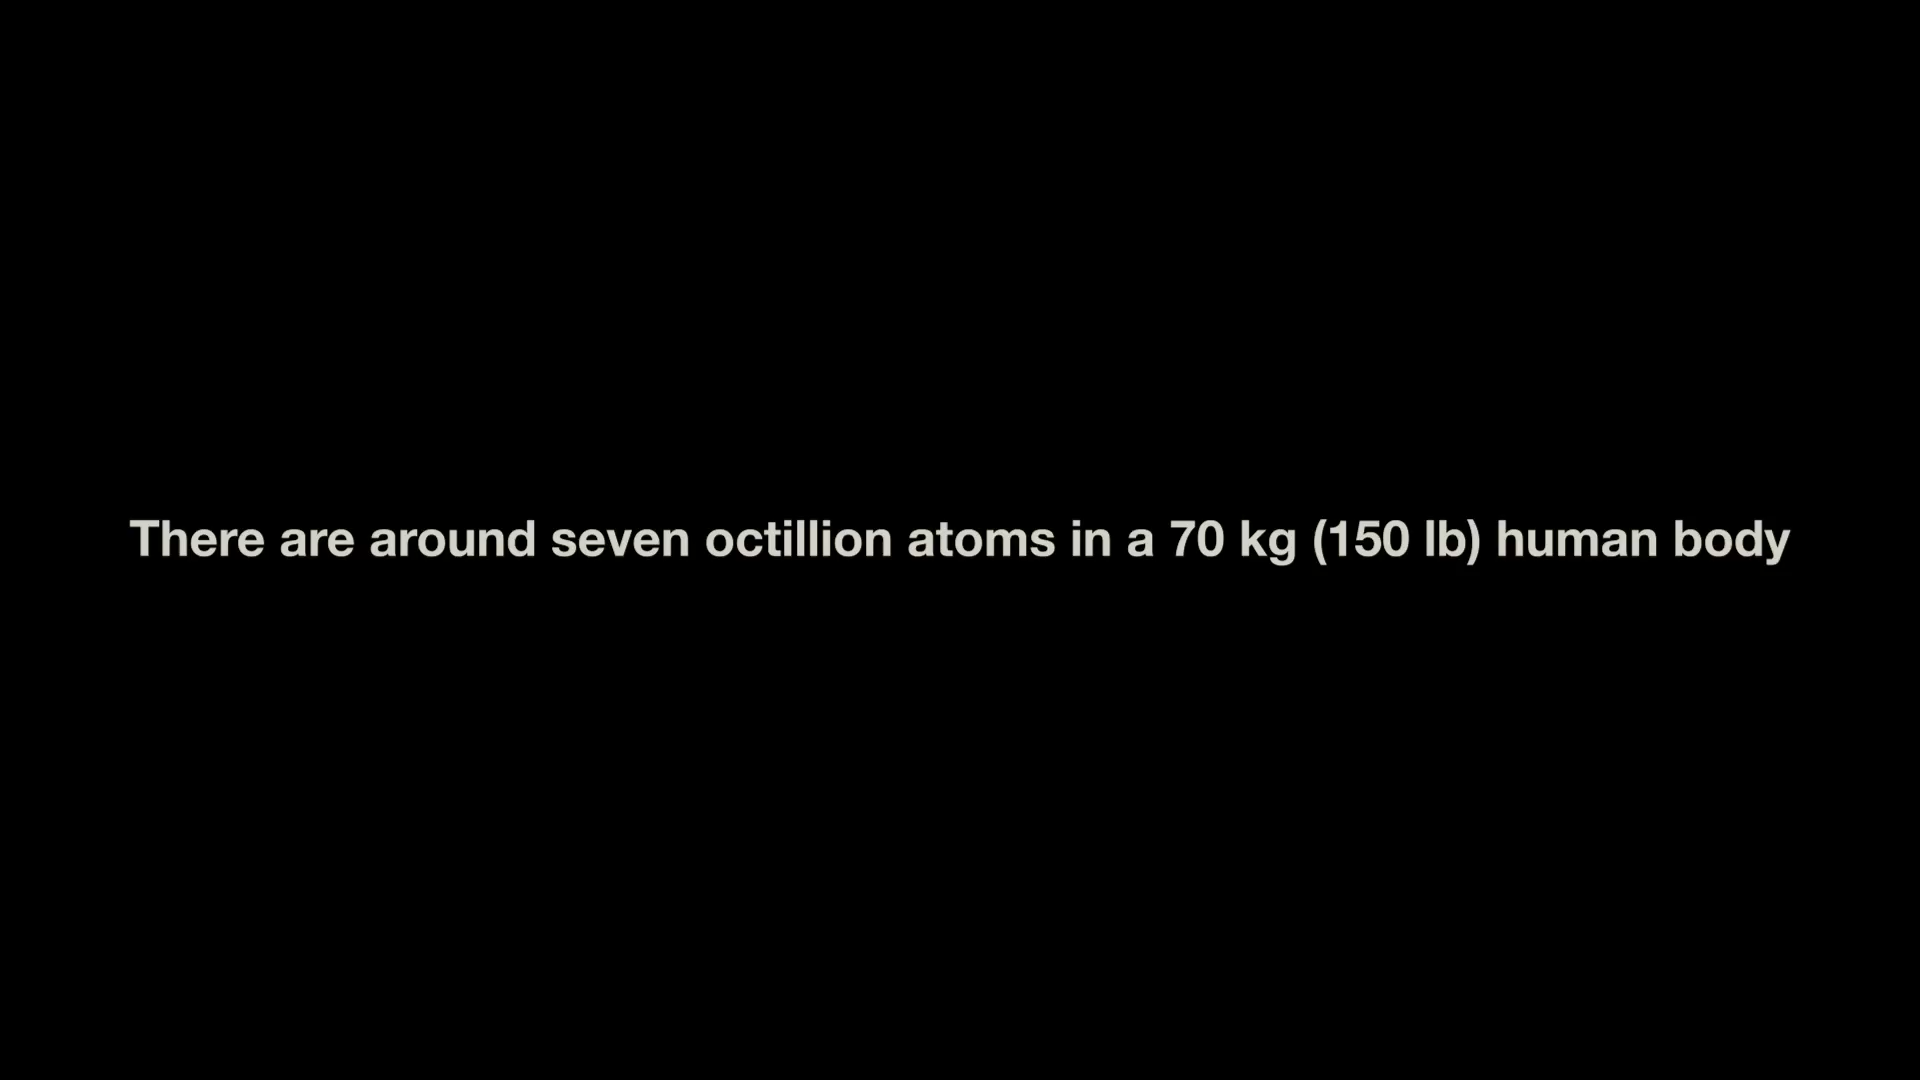 There are around seven octillion atoms in a 70 kg (150 lb) human body